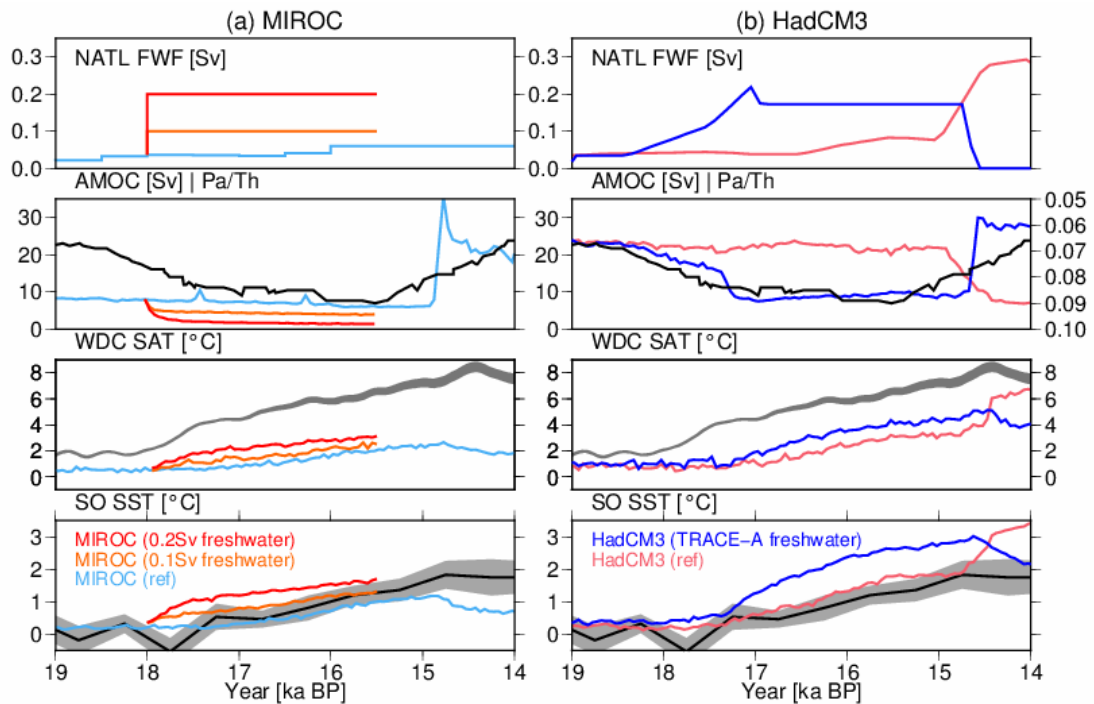 (a) MIROC
(b) HadCM3
NATL FWF [Sv]
0.3
0.2
0.1
0.0
NATL FWF [Sv]
0.3
0.2
0.1
0.0
AMOC [Sv] | Pa/Th
30
20
10
0
AMOC [Sv] | Pa/Th
30
20
10
0
0.05
0.06
0.07
0.08
0.09
0.10
WDC SAT [°C]
8
6
4
2
0
WDC SAT [°C]
8
6
4
2
0
8
6
4
2
0
SO SST [°C]
3
2
1
0
MIROC (0.2Sv freshwater)
MIROC (0.1Sv freshwater)
MIROC (ref)
SO SST [°C]
3
2
1
0
HadCM3 (TRACE−A freshwater)
HadCM3 (ref)
19 18 17 16 15 14
Year [ka BP]
19 18 17 16 15 14
Year [ka BP]